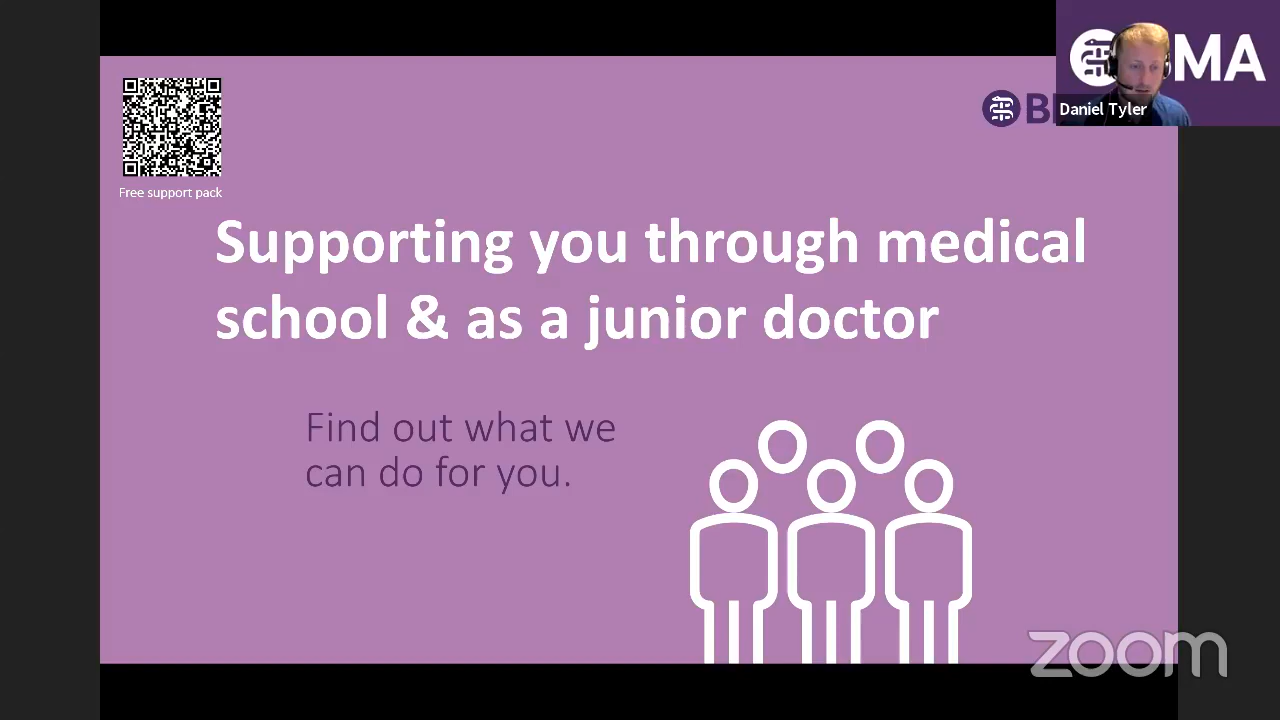 MA
Daniel Tyler
B
Free support pack
Supporting you through medical
school & as a junior doctor
Find out what we
can do for you.
zoom